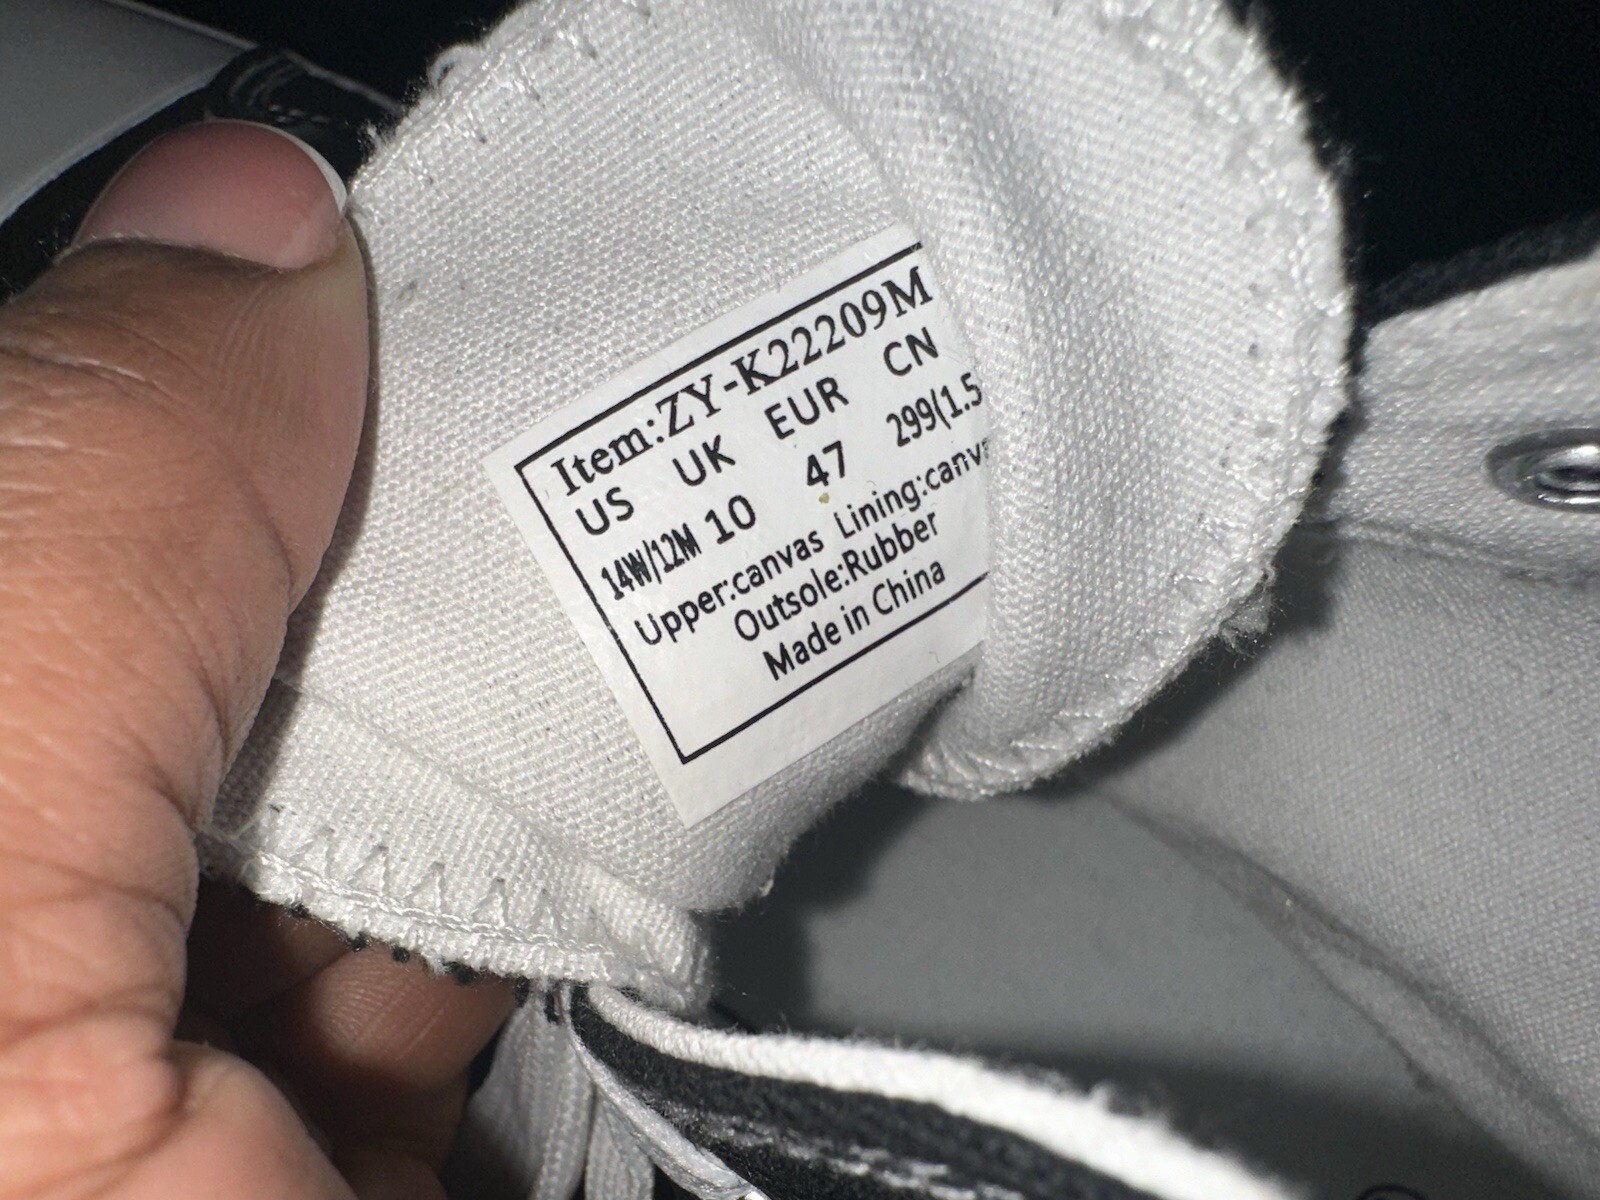 Item:ZY-K22209M
US UK EUR CN
14W/12M 10 47 299(1.5
Upper:canvas Lining:canva
Outsole:Rubber
Made in China